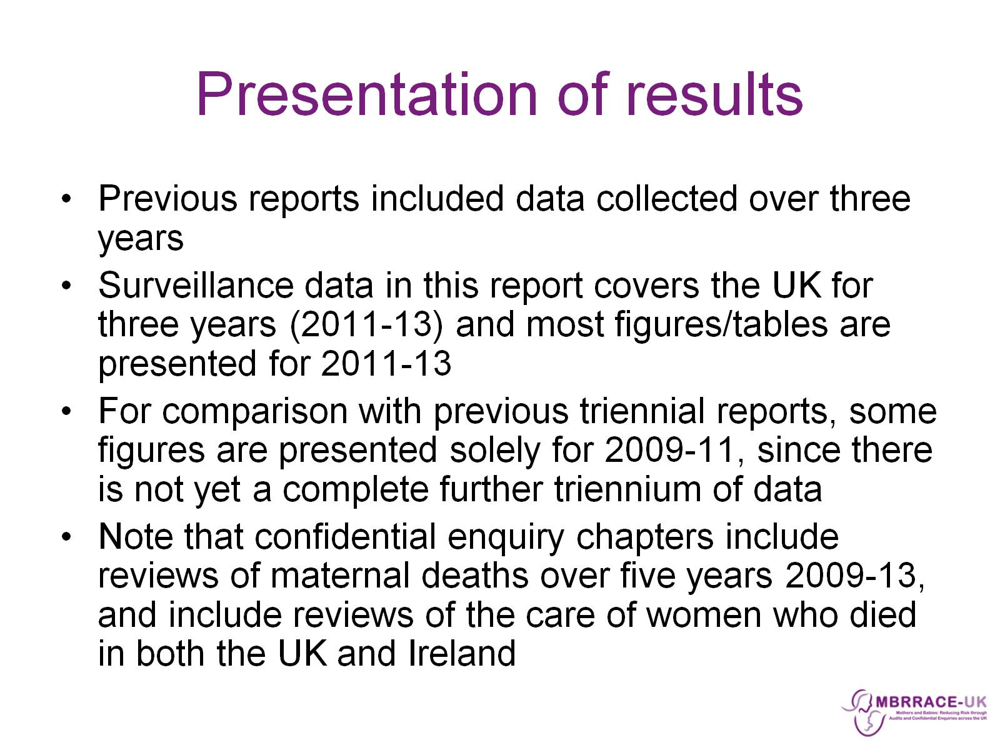 Presentation of results
• Previous reports included data collected over three
years
• Surveillance data in this report covers the UK for
three years (2011-13) and most figures/tables are
presented for 2011-13
• For comparison with previous triennial reports, some
figures are presented solely for 2009-11, since there
is not yet a complete further triennium of data
• Note that confidential enquiry chapters include
reviews of maternal deaths over five years 2009-13,
and include reviews of the care of women who died
in both the UK and Ireland
MBRRACE-UK
Mothers and Babies: Reducing Risk through
Audits and Confidential Enquiries across the UK